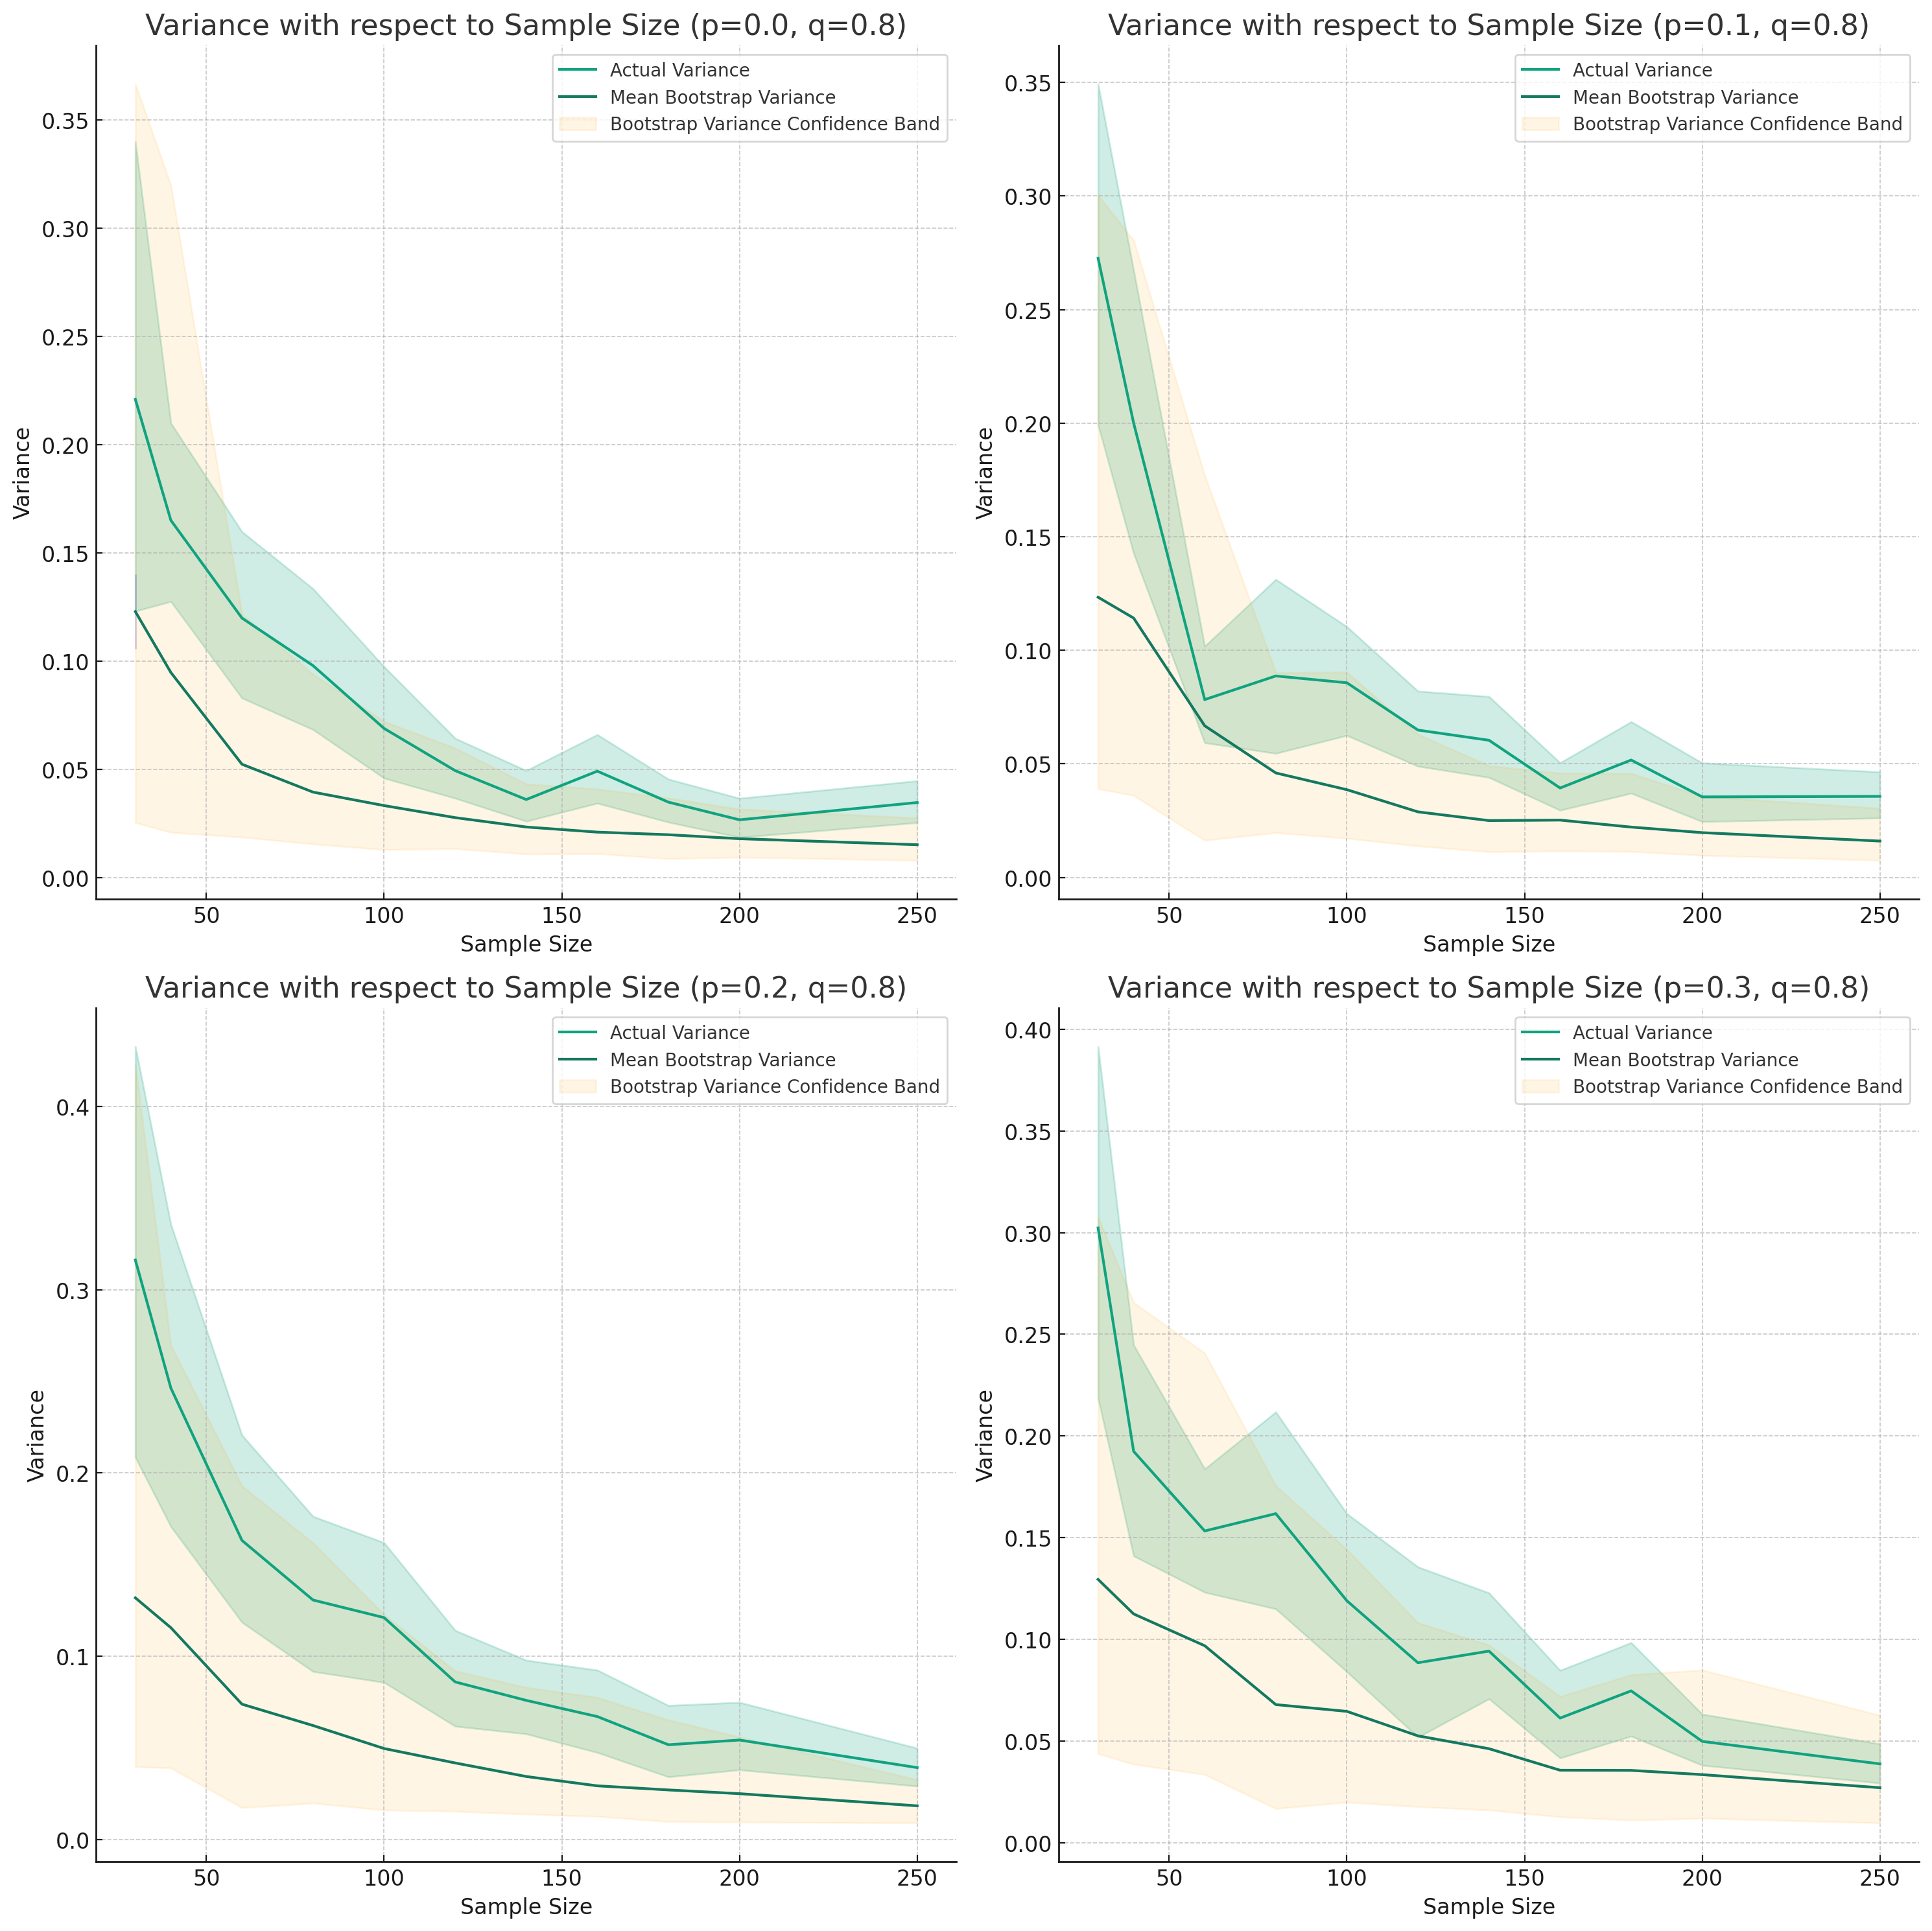 Variance with respect to Sample Size (p=0.0, q=0.8)
Actual Variance
Mean Bootstrap Variance
Bootstrap Variance Confidence Band
0.35
0.30
0.25
0.20
0.15
0.10
0.05
0.00
Variance
50 100 150 200 250
Sample Size
Variance with respect to Sample Size (p=0.1, q=0.8)
Actual Variance
Mean Bootstrap Variance
Bootstrap Variance Confidence Band
0.35
0.30
0.25
0.20
0.15
0.10
0.05
0.00
Variance
50 100 150 200 250
Sample Size
Variance with respect to Sample Size (p=0.2, q=0.8)
Actual Variance
Mean Bootstrap Variance
Bootstrap Variance Confidence Band
0.4
0.3
0.2
0.1
0.0
Variance
50 100 150 200 250
Sample Size
Variance with respect to Sample Size (p=0.3, q=0.8)
Actual Variance
Mean Bootstrap Variance
Bootstrap Variance Confidence Band
0.40
0.35
0.30
0.25
0.20
0.15
0.10
0.05
0.00
Variance
50 100 150 200 250
Sample Size